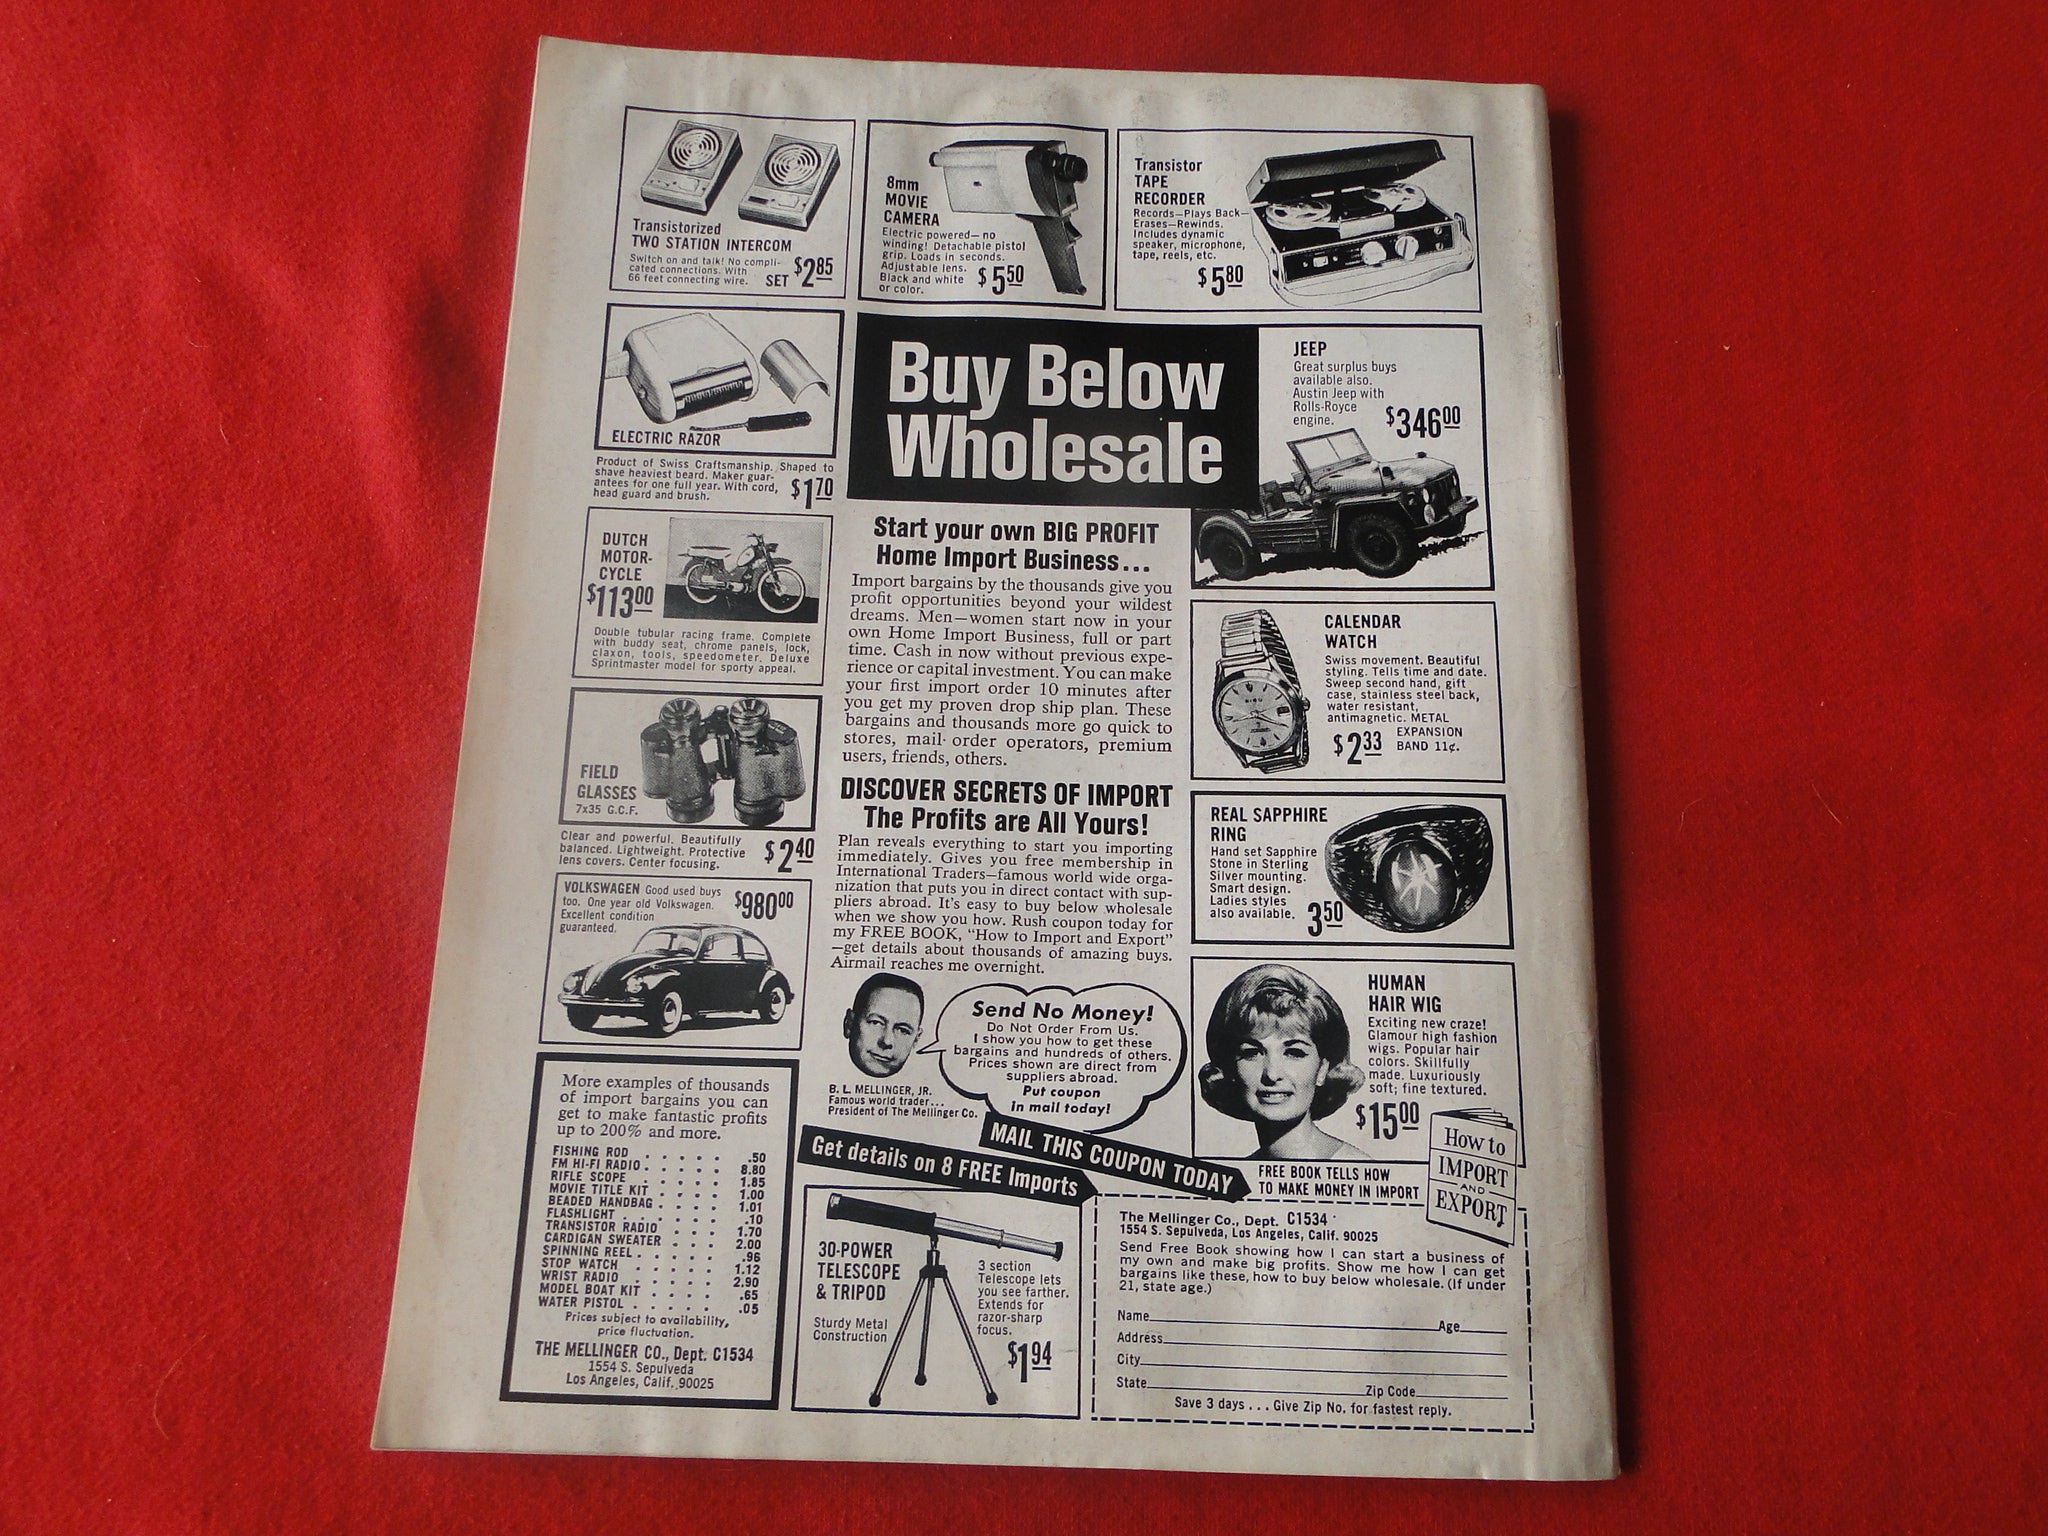 Transistorized
TWO STATION INTERCOM
Switch on and talk! No compli-
cated connections. With
66 feet connecting wire.
SET $2.85
8mm
MOVIE
CAMERA
Electric powered—no
winding! Detachable pistol
grip. Loads in seconds.
Adjustable lens.
Black and white
or color.
$5.50
Transistor
TAPE
RECORDER
Records—Plays Back—
Erases—Rewinds.
Includes dynamic
speaker, microphone,
tape, reels, etc.
$5.80
ELECTRIC RAZOR
Product of Swiss Craftsmanship. Shaped to
shave heaviest beard. Maker guar-
antees for one full year. With cord,
head guard and brush.
$1.70
Buy Below
Wholesale
JEEP
Great surplus buys
available also.
Austin Jeep with
Rolls-Royce
engine.
$346.00
DUTCH
MOTOR-
CYCLE
$113.00
Double tubular racing frame. Complete
with buddy seat, chrome panels, lock,
claxon, tools, speedometer. Deluxe
Sprintmaster model for sporty appeal.
Start your own BIG PROFIT
Home Import Business...
Import bargains by the thousands give you
profit opportunities beyond your wildest
dreams. Men—women start now in your
own Home Import Business, full or part
time. Cash in now without previous expe-
rience or capital investment. You can make
your first import order 10 minutes after
you get my proven drop ship plan. These
bargains and thousands more go quick to
stores, mail order operators, premium
users, friends, others.
CALENDAR
WATCH
Swiss movement. Beautiful
styling. Tells time and date.
Sweep second hand, gift
case, stainless steel back,
water resistant,
antimagnetic. METAL
EXPANSION
BAND 11¢.
$2.33
FIELD
GLASSES
7x35 G.C.F.
Clear and powerful. Beautifully
balanced. Lightweight. Protective
lens covers. Center focusing.
$2.40
DISCOVER SECRETS OF IMPORT
The Profits are All Yours!
Plan reveals everything to start you importing
immediately. Gives you free membership in
International Traders—famous world wide orga-
nization that puts you in direct contact with sup-
pliers abroad. It's easy to buy below wholesale
when we show you how. Rush coupon today for
my FREE BOOK, "How to Import and Export"
—get details about thousands of amazing buys.
Airmail reaches me overnight.
REAL SAPPHIRE
RING
Hand set Sapphire
Stone in Sterling
Silver mounting.
Smart design.
Ladies styles
also available.
3.50
VOLKSWAGEN Good used buys
too. One year old Volkswagen.
Excellent condition
guaranteed.
$980.00
B. L. MELLINGER, JR.
Famous world trader...
President of The Mellinger Co.
Send No Money!
Do Not Order From Us.
I show you how to get these
bargains and hundreds of others.
Prices shown are direct from
suppliers abroad.
Put coupon
in mail today!
HUMAN
HAIR WIG
Exciting new craze!
Glamour high fashion
wigs. Popular hair
colors. Skillfully
made. Luxuriously
soft; fine textured.
$15.00
More examples of thousands
of import bargains you can
get to make fantastic profits
up to 200% and more.
FISHING ROD . . . . . .50
FM HI-FI RADIO . . . . . 8.80
RIFLE SCOPE . . . . . 1.85
MOVIE TITLE KIT . . . . 1.00
BEADED HANDBAG . . . . 1.01
FLASHLIGHT . . . . . .10
TRANSISTOR RADIO . . . 1.70
CARDIGAN SWEATER . . . 2.00
SPINNING REEL . . . . . .96
STOP WATCH . . . . . 1.12
WRIST RADIO . . . . . 2.90
MODEL BOAT KIT . . . . .65
WATER PISTOL . . . . . .05
Prices subject to availability,
price fluctuation.
THE MELLINGER CO., Dept. C1534
1554 S. Sepulveda
Los Angeles, Calif. 90025
Get details on 8 FREE Imports
MAIL THIS COUPON TODAY
FREE BOOK TELLS HOW
TO MAKE MONEY IN IMPORT
How to
IMPORT
AND
EXPORT
30-POWER
TELESCOPE
& TRIPOD
Sturdy Metal
Construction
3 section
Telescope lets
you see farther.
Extends for
razor-sharp
focus.
$1.94
The Mellinger Co., Dept. C1534
1554 S. Sepulveda, Los Angeles, Calif. 90025
Send Free Book showing how I can start a business of
my own and make big profits. Show me how I can get
bargains like these, how to buy below wholesale. (If under
21, state age.)
Name Age
Address
City
State Zip Code
Save 3 days ... Give Zip No. for fastest reply.